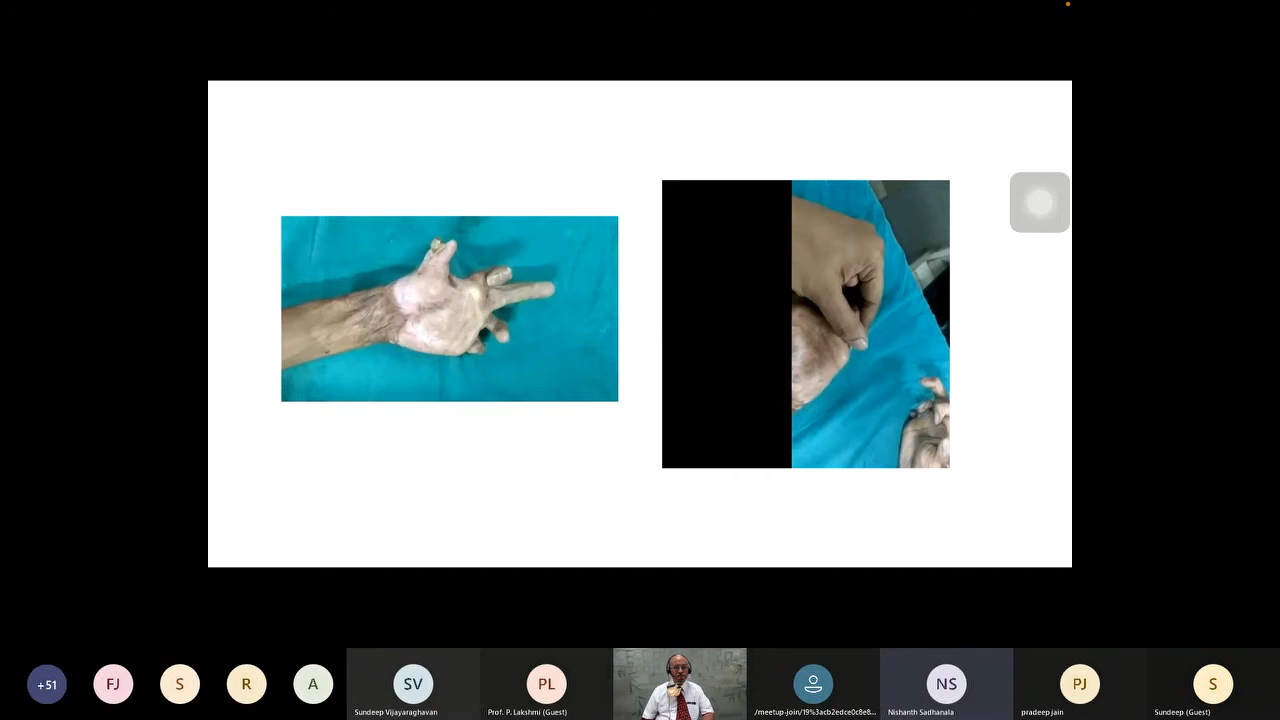 +51
FJ
S
R
A
SV
Sundeep Vijayaraghavan
PL
Prof. P. Lakshmi (Guest)
/meetup-join/19%3acb2edce0c8e8...
NS
Nishanth Sadhanala
PJ
pradeep jain
S
Sundeep (Guest)